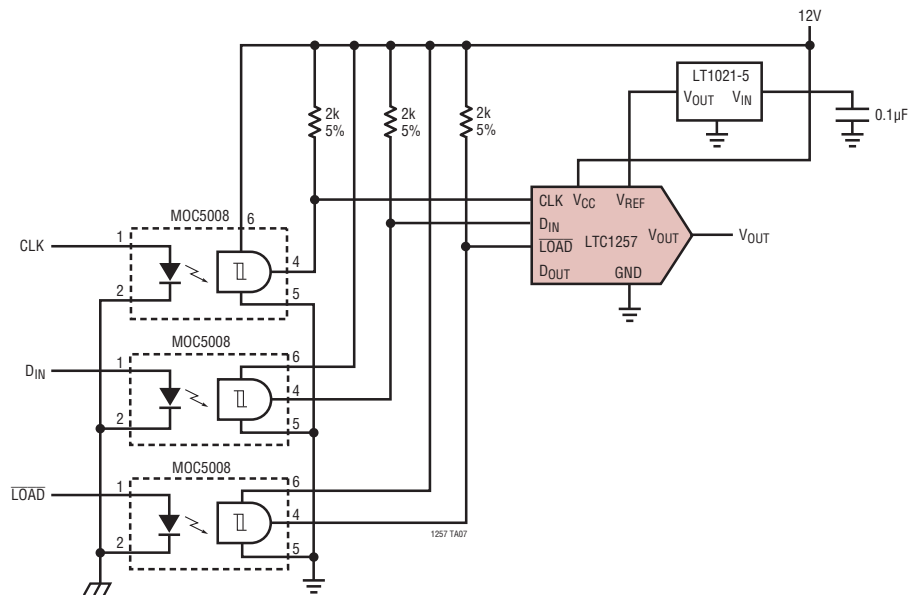 12V
LT1021-5
VOUT VIN
0.1µF
2k
5%
2k
5%
2k
5%
CLK VCC VREF
DIN
LTC1257 VOUT
LOAD
DOUT GND
VOUT
MOC5008
CLK 1 2 6 4 5
MOC5008
DIN 1 2 6 4 5
MOC5008
LOAD 1 2 6 4 5
1257 TA07